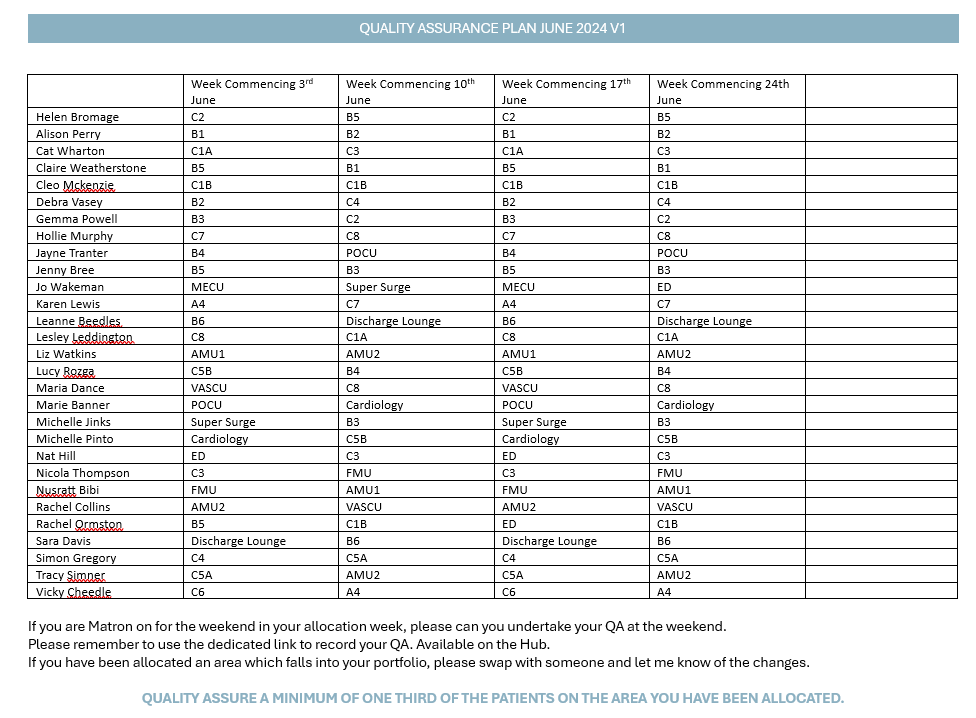 QUALITY ASSURANCE PLAN JUNE 2024 V1
Week Commencing 3rd June Week Commencing 10th June Week Commencing 17th June Week Commencing 24th June
Helen Bromage C2 B5 C2 B5
Alison Perry B1 B2 B1 B2
Cat Wharton C1A C3 C1A C3
Claire Weatherstone B5 B1 B5 B1
Cleo Mckenzie C1B C1B C1B C1B
Debra Vasey B2 C4 B2 C4
Gemma Powell B3 C2 B3 C2
Hollie Murphy C7 C8 C7 C8
Jayne Tranter B4 POCU B4 POCU
Jenny Bree B5 B3 B5 B3
Jo Wakeman MECU Super Surge MECU ED
Karen Lewis A4 C7 A4 C7
Leanne Beedles B6 Discharge Lounge B6 Discharge Lounge
Lesley Leddington C8 C1A C8 C1A
Liz Watkins AMU1 AMU2 AMU1 AMU2
Lucy Rozga C5B B4 C5B B4
Maria Dance VASCU C8 VASCU C8
Marie Banner POCU Cardiology POCU Cardiology
Michelle Jinks Super Surge B3 Super Surge B3
Michelle Pinto Cardiology C5B Cardiology C5B
Nat Hill ED C3 ED C3
Nicola Thompson C3 FMU C3 FMU
Nusratt Bibi FMU AMU1 FMU AMU1
Rachel Collins AMU2 VASCU AMU2 VASCU
Rachel Ormston B5 C1B ED C1B
Sara Davis Discharge Lounge B6 Discharge Lounge B6
Simon Gregory C4 C5A C4 C5A
Tracy Simner C5A AMU2 C5A AMU2
Vicky Cheedle C6 A4 C6 A4
If you are Matron on for the weekend in your allocation week, please can you undertake your QA at the weekend.
Please remember to use the dedicated link to record your QA. Available on the Hub.
If you have been allocated an area which falls into your portfolio, please swap with someone and let me know of the changes.
QUALITY ASSURE A MINIMUM OF ONE THIRD OF THE PATIENTS ON THE AREA YOU HAVE BEEN ALLOCATED.